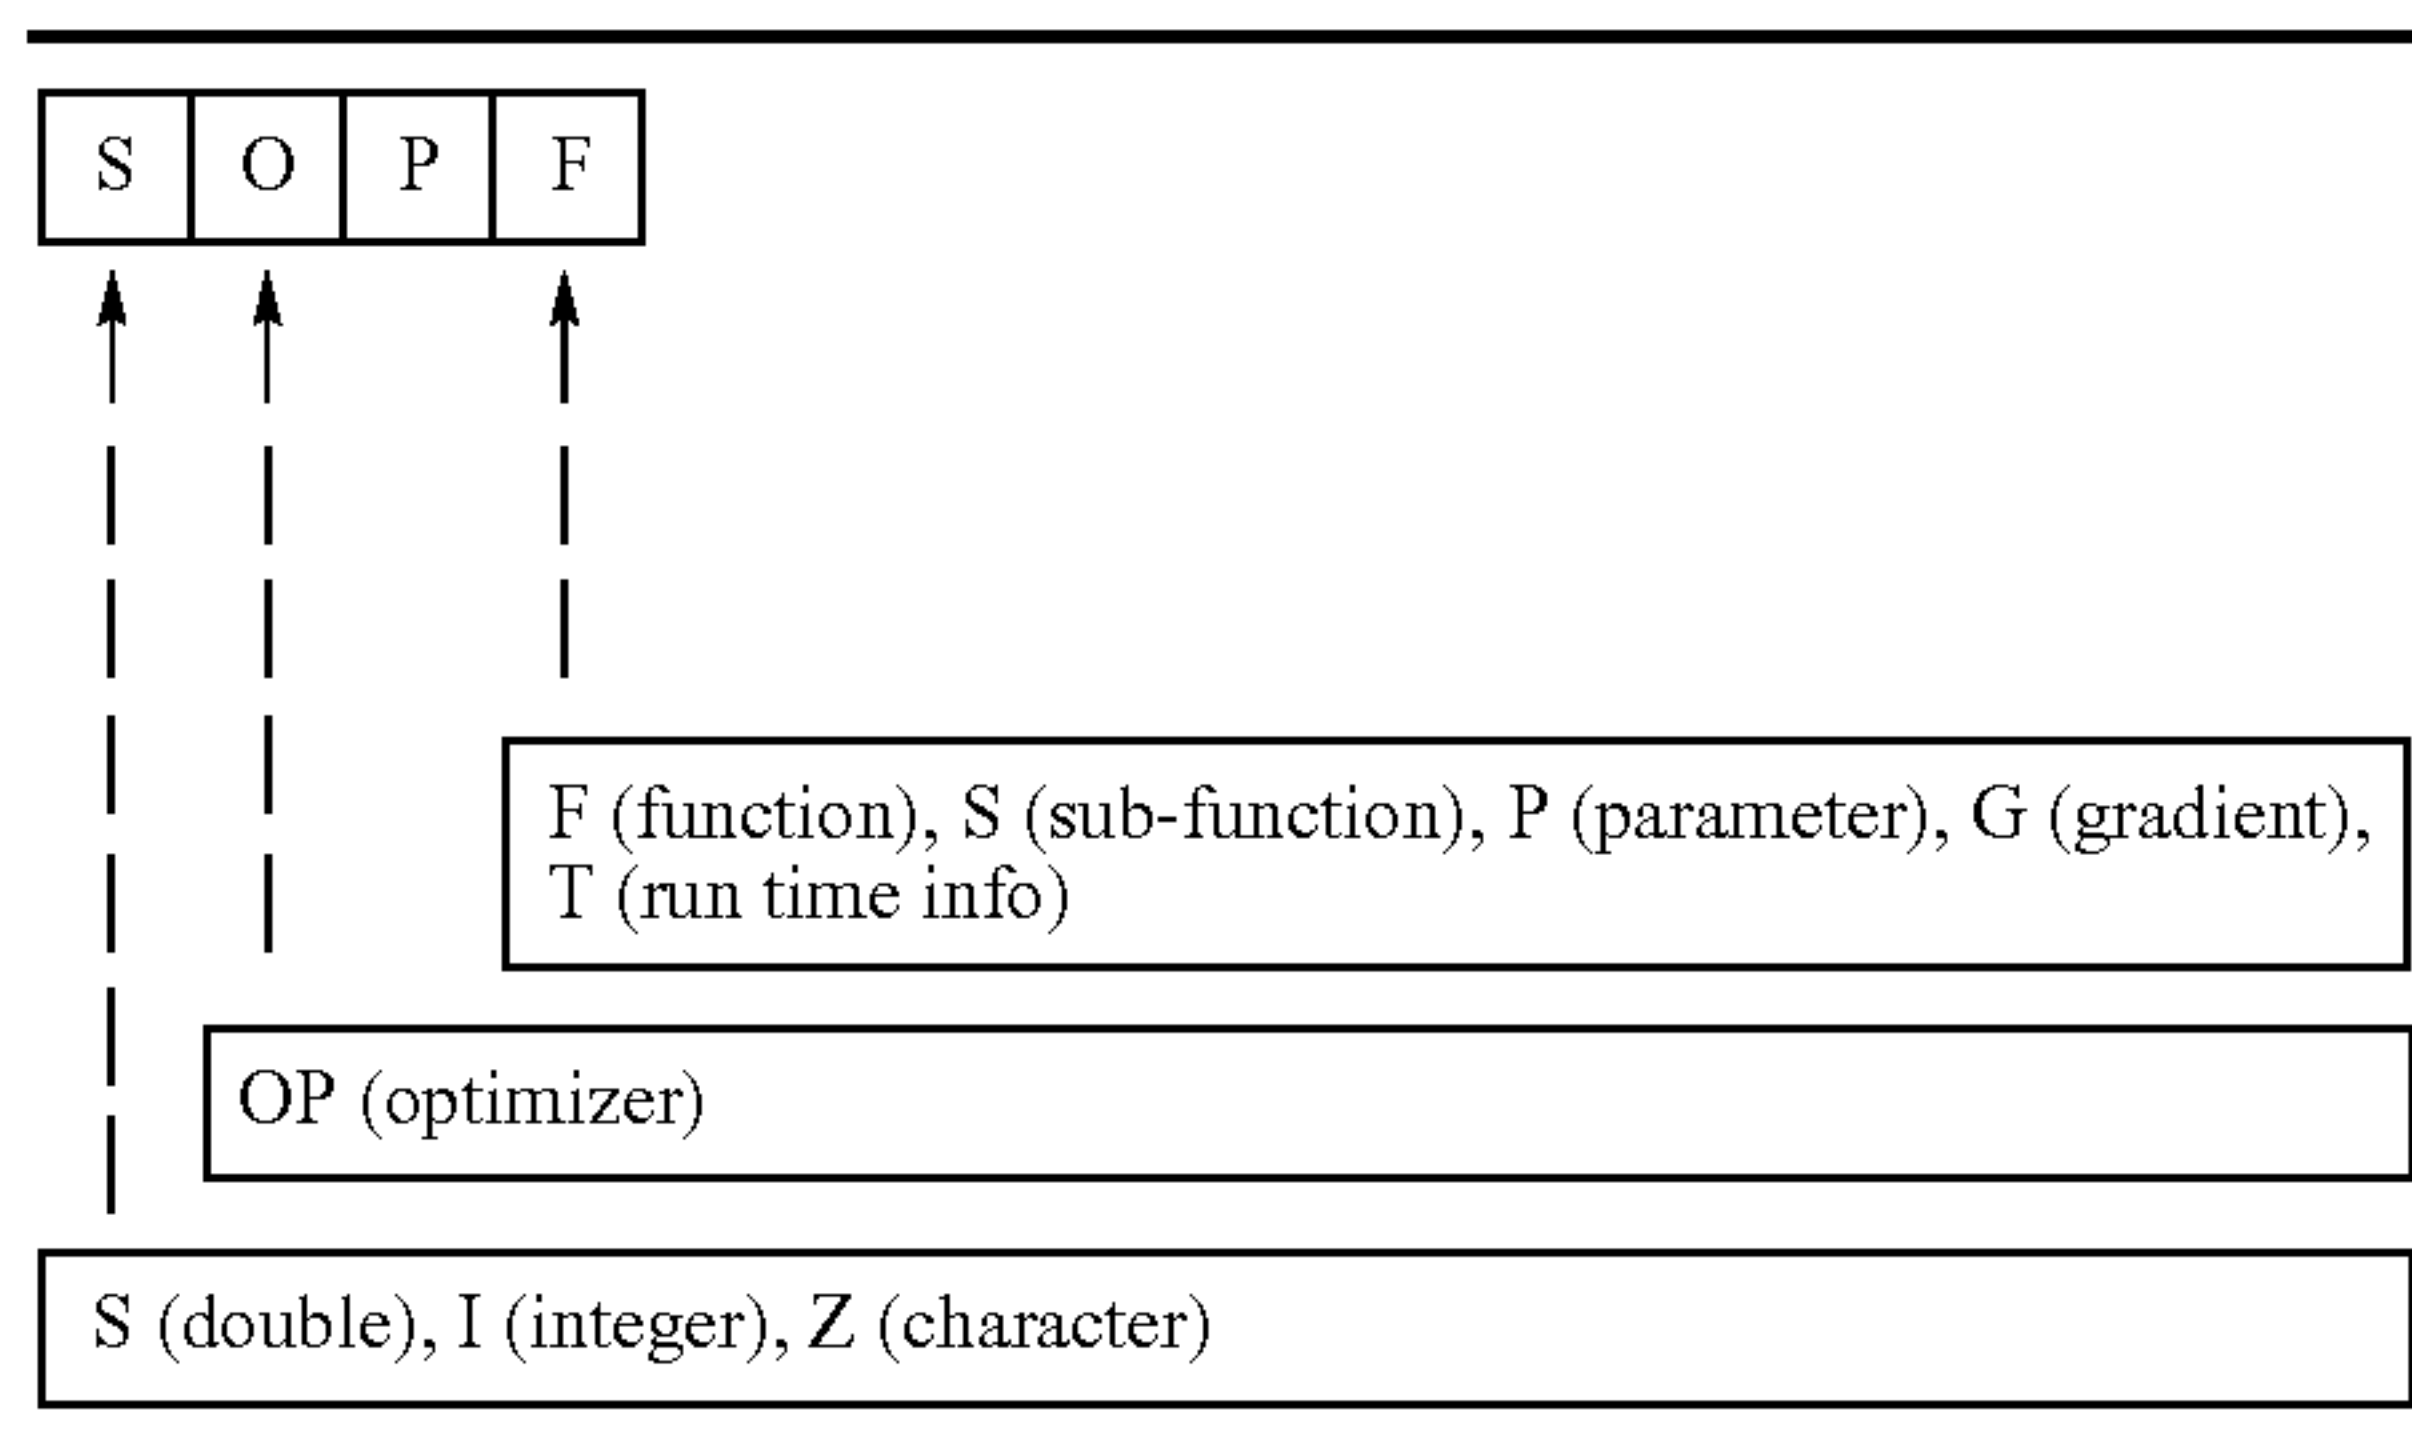 S O P F
F (function), S (sub-function), P (parameter), G (gradient),
T (run time info)
OP (optimizer)
S (double), I (integer), Z (character)